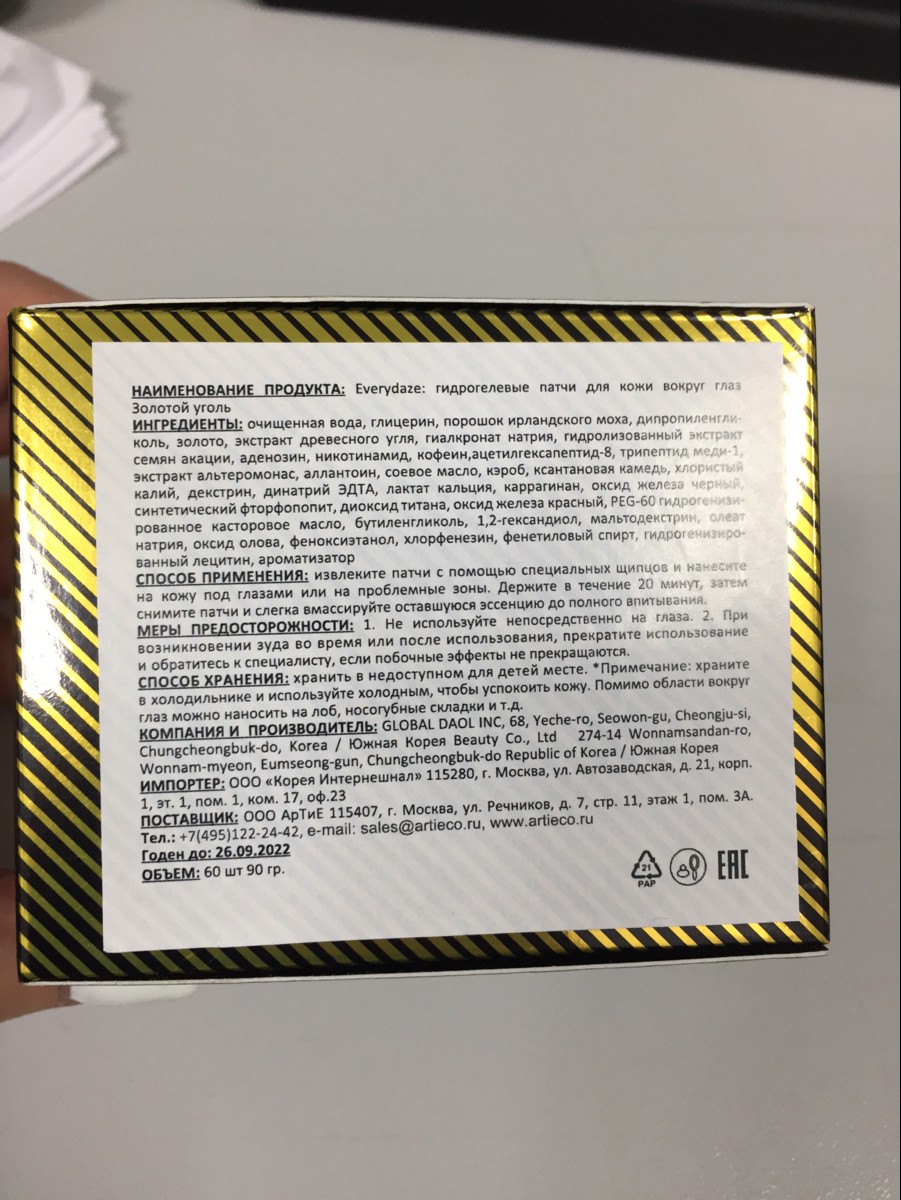 НАИМЕНОВАНИЕ ПРОДУКТА: Everydaze: гидрогелевые патчи для кожи вокруг глаз
Золотой уголь
ИНГРЕДИЕНТЫ: очищенная вода, глицерин, порошок ирландского моха, дипропиленгли-
коль, золото, экстракт древесного угля, гиалкронат натрия, гидролизованный экстракт
семян акации, аденозин, никотинамид, кофеин,ацетилгексапептид-8, трипептид меди-1,
экстракт альтеромонас, аллантоин, соевое масло, кэроб, ксантановая камедь, хлористый
калий, декстрин, динатрий ЭДТА, лактат кальция, каррагинан, оксид железа черный,
синтетический фторфопопит, диоксид титана, оксид железа красный, PEG-60 гидрогенизи-
рованное касторовое масло, бутиленгликоль, 1,2-гександиол, мальтодекстрин, олеат
натрия, оксид олова, феноксиэтанол, хлорфенезин, фенетиловый спирт, гидрогенизиро-
ванный лецитин, ароматизатор
СПОСОБ ПРИМЕНЕНИЯ: извлеките патчи с помощью специальных щипцов и нанесите
на кожу под глазами или на проблемные зоны. Держите в течение 20 минут, затем
снимите патчи и слегка вмассируйте оставшуюся эссенцию до полного впитывания.
МЕРЫ ПРЕДОСТОРОЖНОСТИ: 1. Не используйте непосредственно на глаза. 2. При
возникновении зуда во время или после использования, прекратите использование
и обратитесь к специалисту, если побочные эффекты не прекращаются.
СПОСОБ ХРАНЕНИЯ: хранить в недоступном для детей месте. *Примечание: храните
в холодильнике и используйте холодным, чтобы успокоить кожу. Помимо области вокруг
глаз можно наносить на лоб, носогубные складки и т.д.
КОМПАНИЯ И ПРОИЗВОДИТЕЛЬ: GLOBAL DAOL INC, 68, Yeche-ro, Seowon-gu, Cheongju-si,
Chungcheongbuk-do, Korea / Южная Корея Beauty Co., Ltd 274-14 Wonnamsandan-ro,
Wonnam-myeon, Eumseong-gun, Chungcheongbuk-do Republic of Korea / Южная Корея
ИМПОРТЕР: ООО «Корея Интернешнал» 115280, г. Москва, ул. Автозаводская, д. 21, корп.
1, эт. 1, пом. 1, ком. 17, оф.23
ПОСТАВЩИК: ООО АрТиЕ 115407, г. Москва, ул. Речников, д. 7, стр. 11, этаж 1, пом. 3А.
Тел.: +7(495)122-24-42, e-mail: sales@artieco.ru, www.artieco.ru
Годен до: 26.09.2022
ОБЪЕМ: 60 шт 90 гр.
21
PAP
EAC